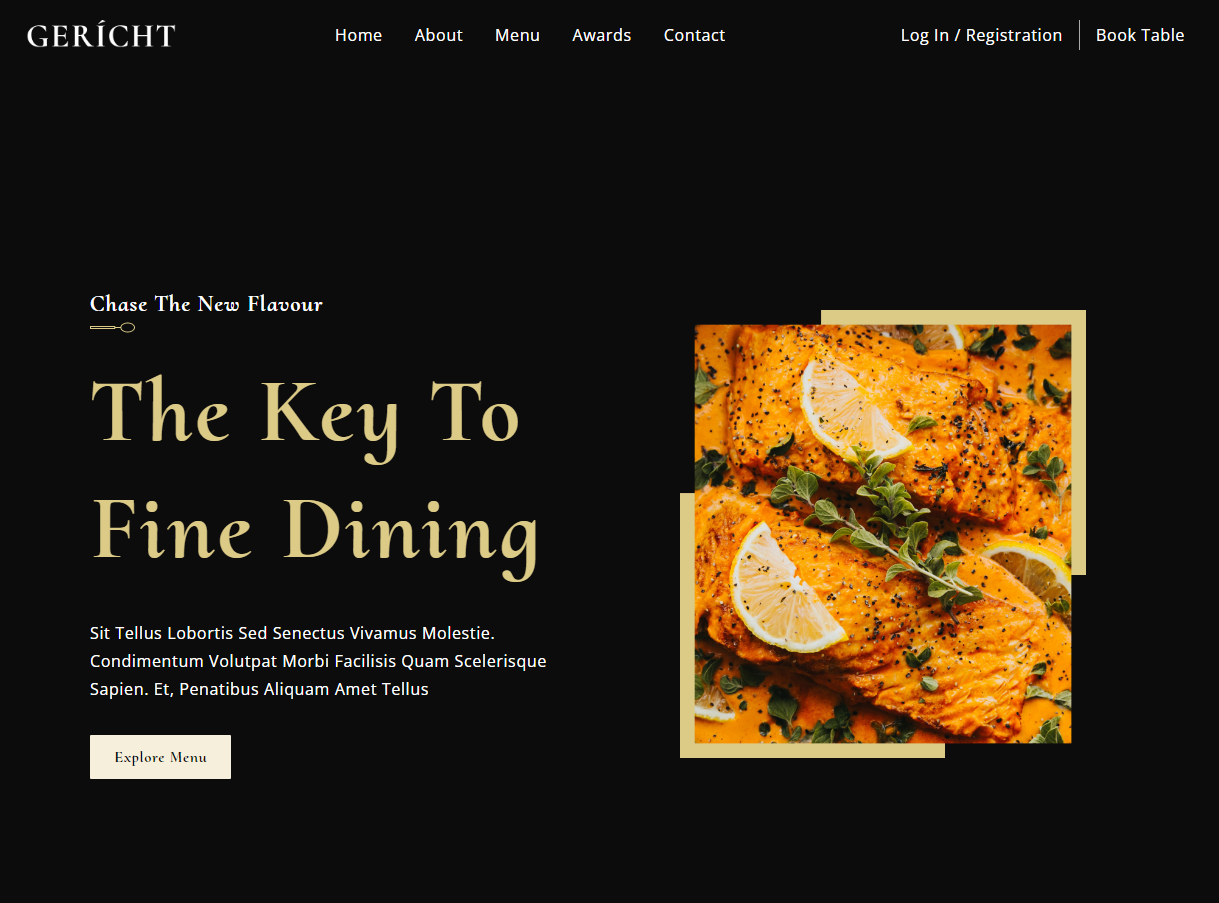 GERÍCHT
Home About Menu Awards Contact
Log In / Registration
Book Table
Chase The New Flavour
The Key To
Fine Dining
Sit Tellus Lobortis Sed Senectus Vivamus Molestie.
Condimentum Volutpat Morbi Facilisis Quam Scelerisque
Sapien. Et, Penatibus Aliquam Amet Tellus
Explore Menu